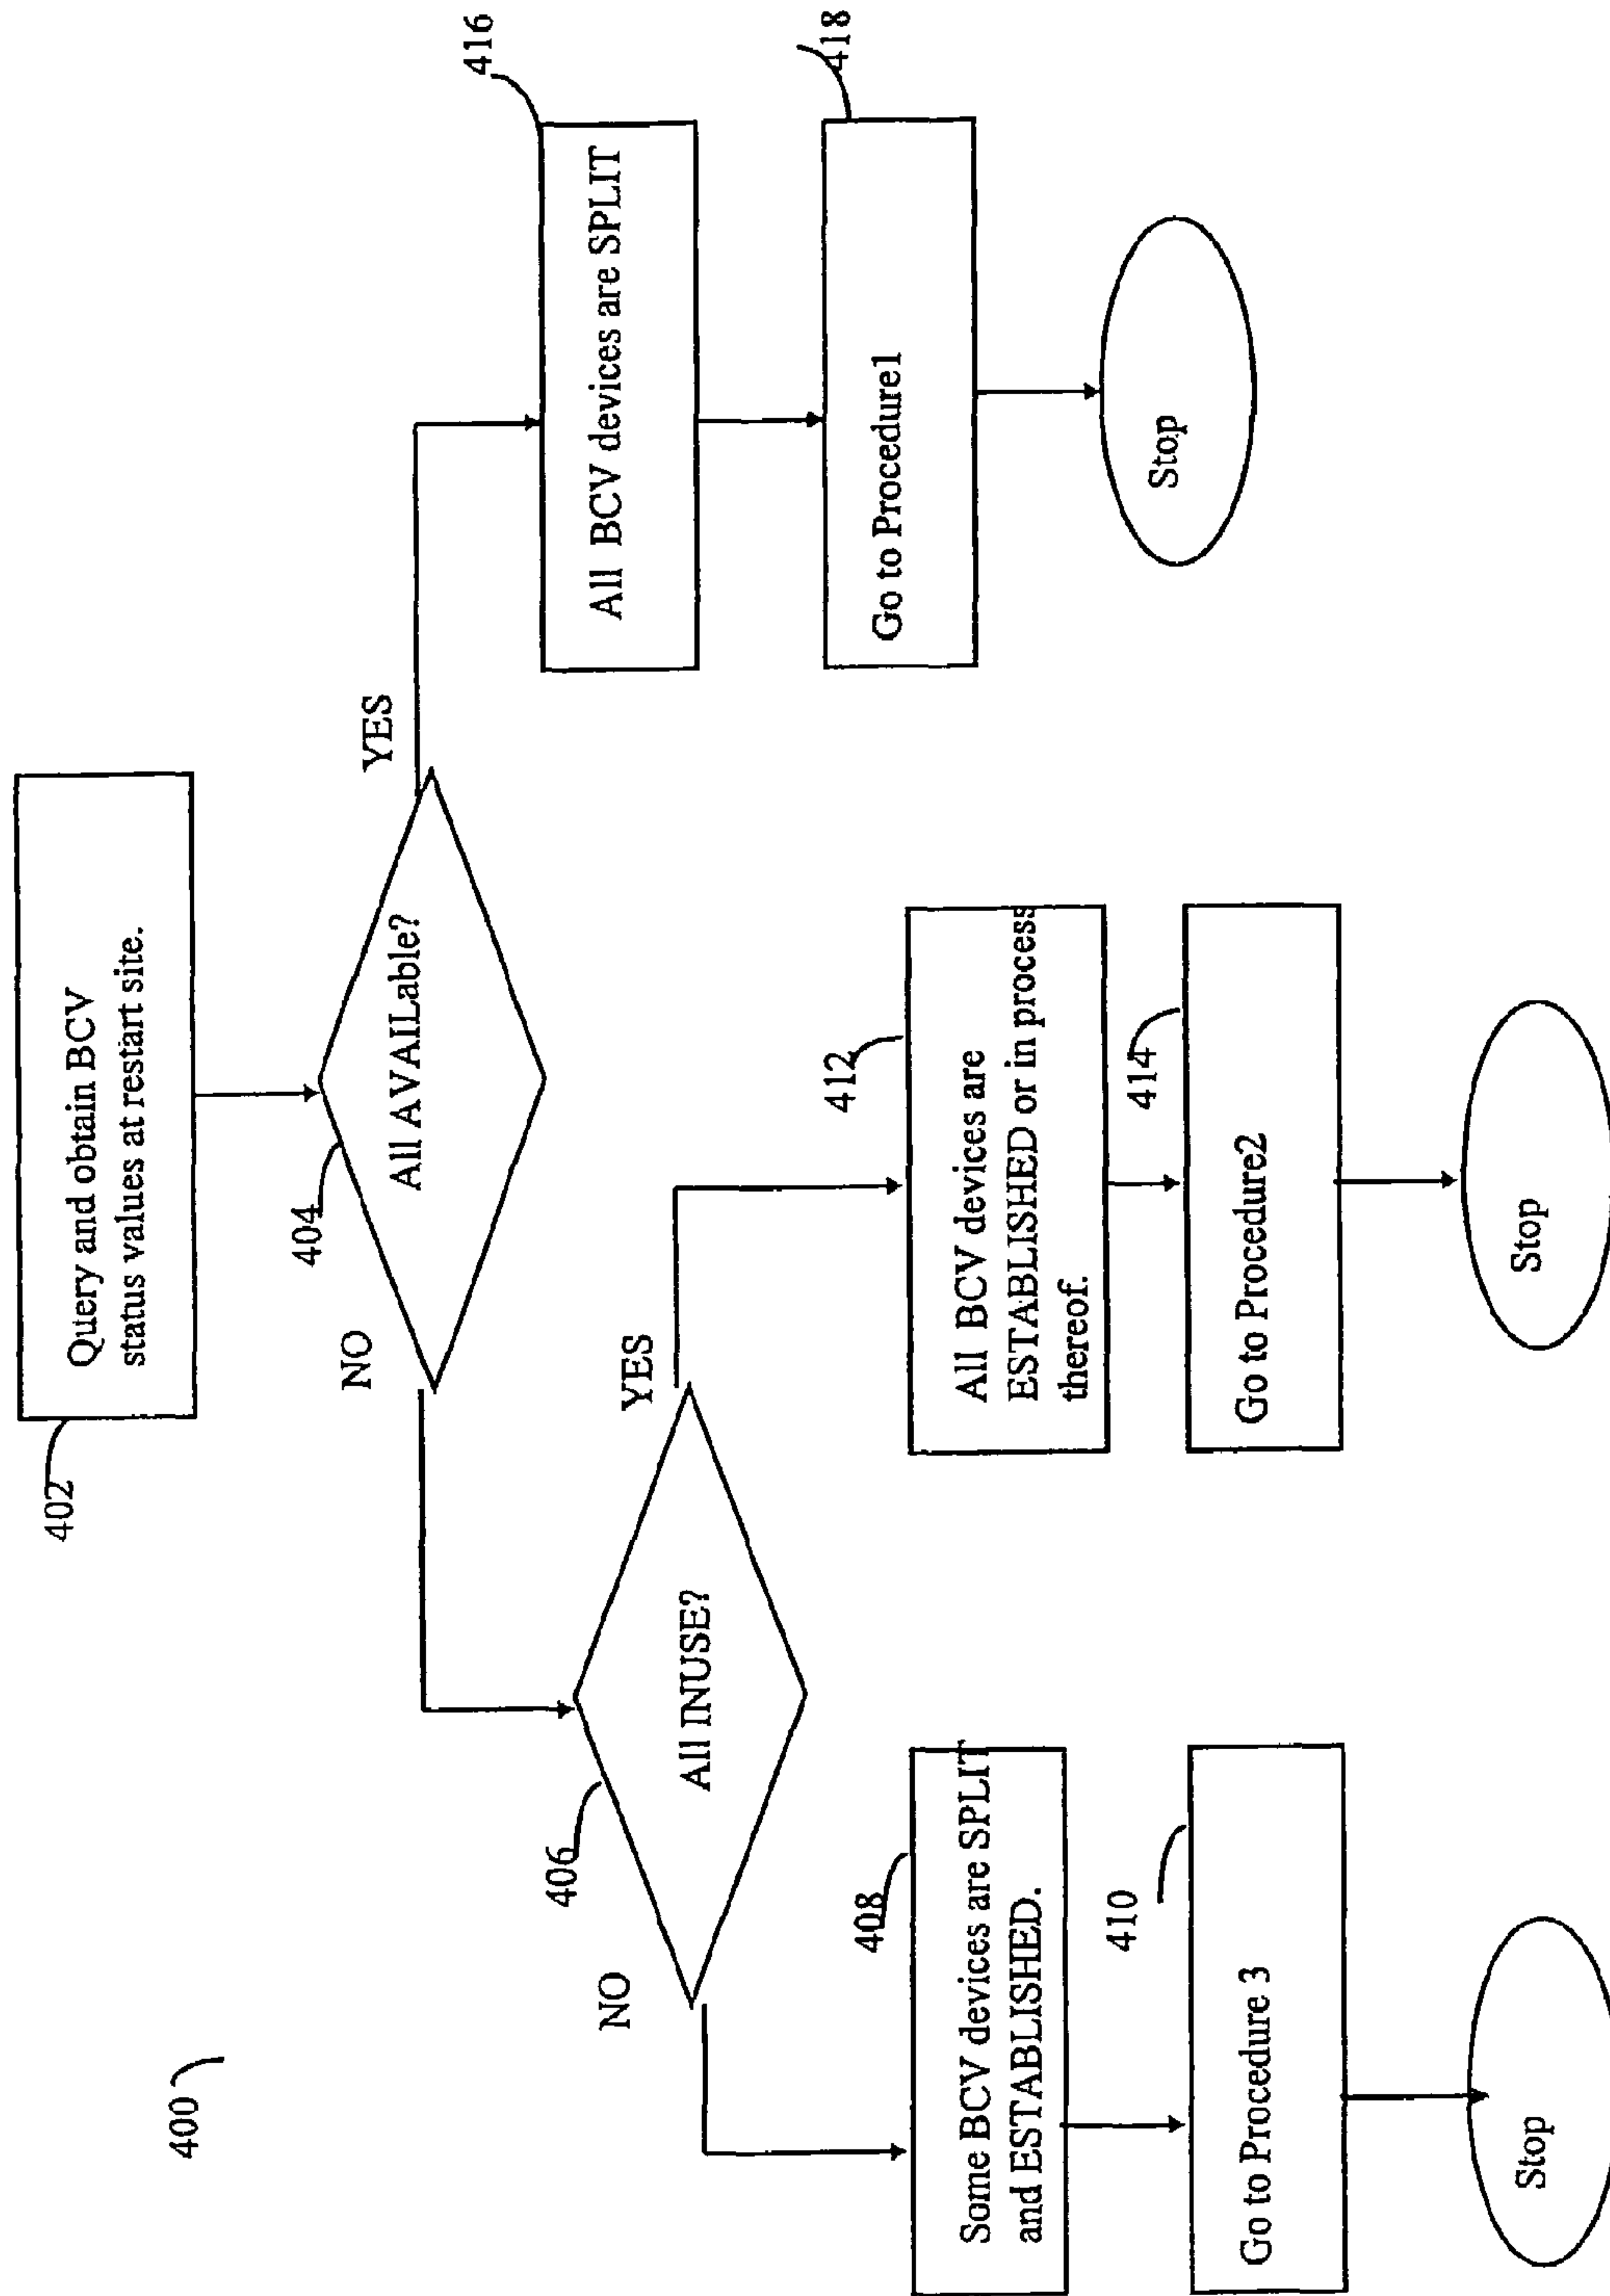 400
402
Query and obtain BCV
status values at restart site.
404
All AVAILable?
NO
YES
406
All INUSE?
NO
YES
416
All BCV devices are SPLIT
418
Go to Procedure1
Stop
412
All BCV devices are
ESTABLISHED or in process
thereof.
414
Go to Procedure2
Stop
408
Some BCV devices are SPLIT
and ESTABLISHED.
410
Go to Procedure 3
Stop